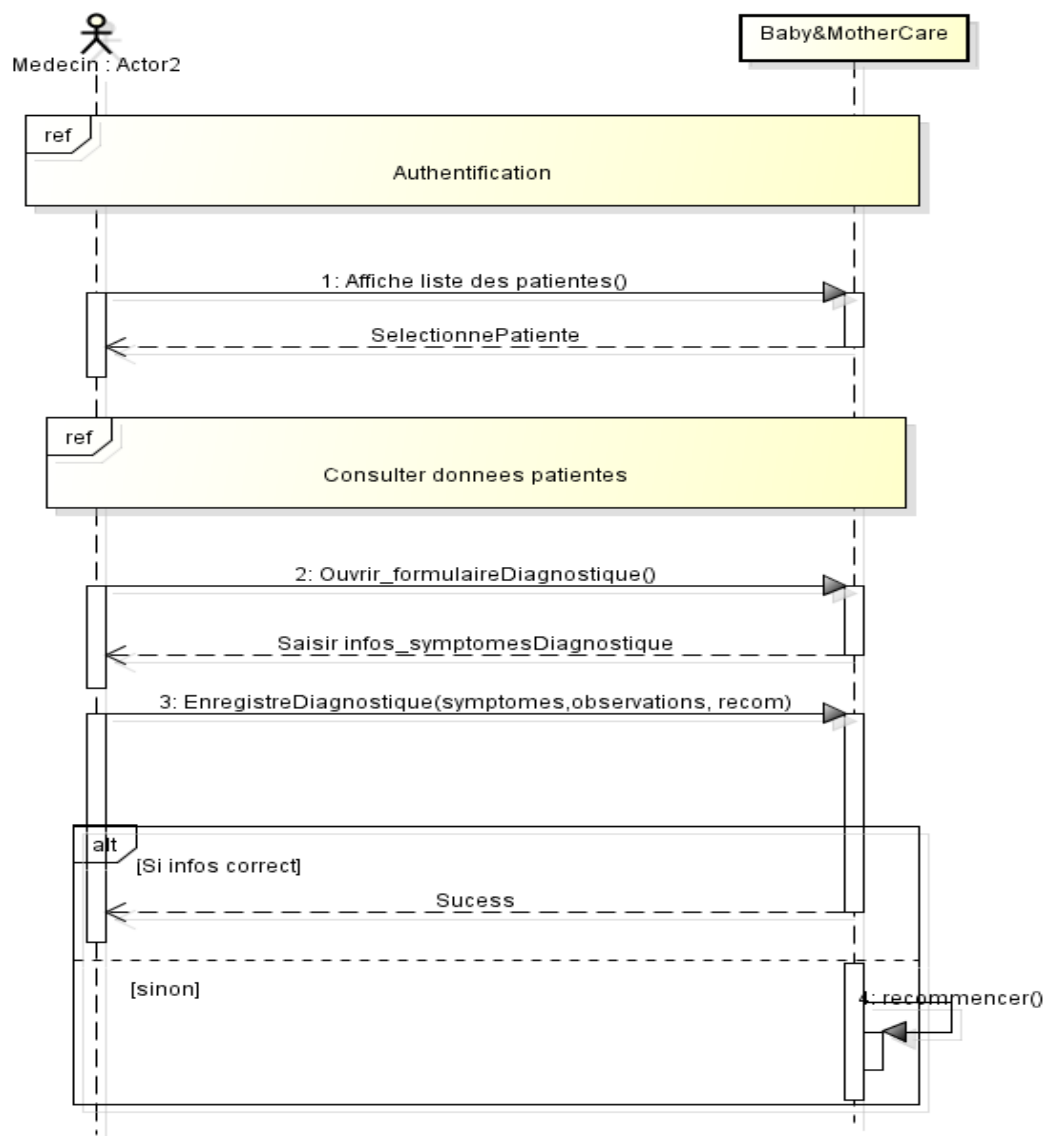 Baby&MotherCare
Medecin : Actor2
ref
Authentification
1: Affiche liste des patientes()
SelectionnePatiente
ref
Consulter donnees patientes
2: Ouvrir_formulaireDiagnostique()
Saisir infos_symptomesDiagnostique
3: EnregistreDiagnostique(symptomes,observations, recom)
alt
[Si infos correct]
Sucess
[sinon]
4: recommencer()